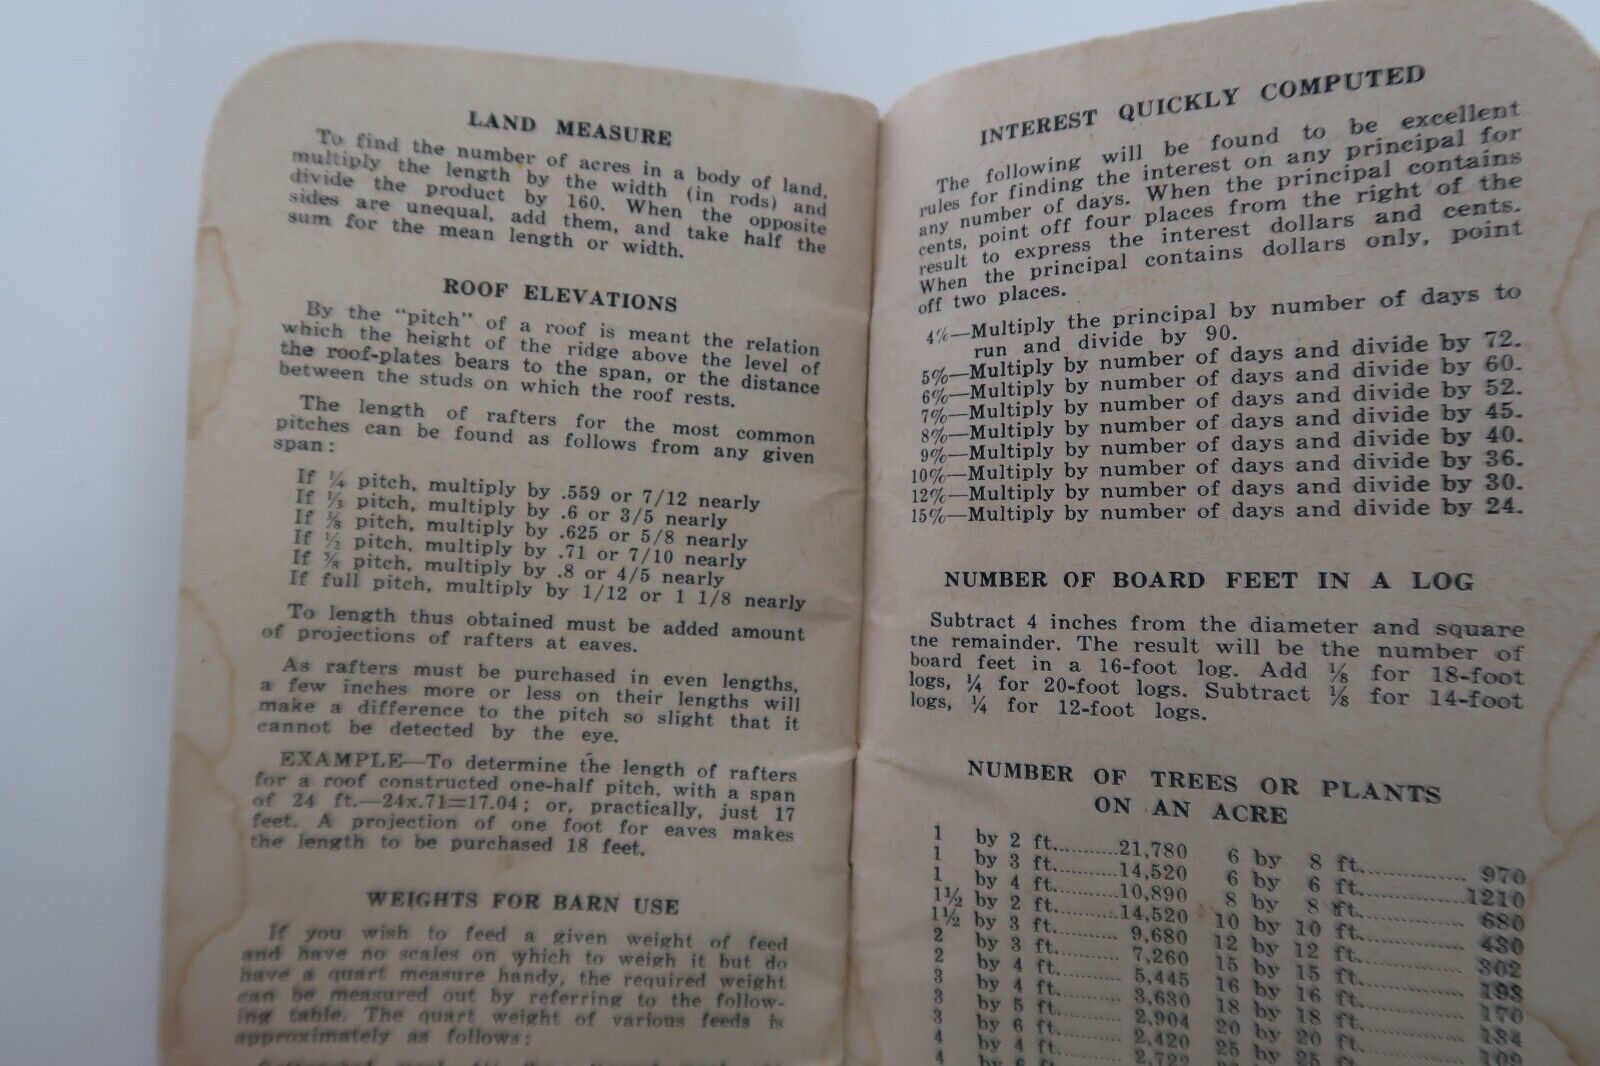 LAND MEASURE
To find the number of acres in a body of land,
multiply the length by the width (in rods) and
divide the product by 160. When the opposite
sides are unequal, add them, and take half the
sum for the mean length or width.
ROOF ELEVATIONS
By the "pitch" of a roof is meant the relation
which the height of the ridge above the level of
the roof-plates bears to the span, or the distance
between the studs on which the roof rests.
The length of rafters for the most common
pitches can be found as follows from any given
span:
If ¼ pitch, multiply by .559 or 7/12 nearly
If ⅓ pitch, multiply by .6 or 3/5 nearly
If ⅜ pitch, multiply by .625 or 5/8 nearly
If ½ pitch, multiply by .71 or 7/10 nearly
If ⅝ pitch, multiply by .8 or 4/5 nearly
If full pitch, multiply by 1/12 or 1 1/8 nearly
To length thus obtained must be added amount
of projections of rafters at eaves.
As rafters must be purchased in even lengths,
a few inches more or less on their lengths will
make a difference to the pitch so slight that it
cannot be detected by the eye.
EXAMPLE—To determine the length of rafters
for a roof constructed one-half pitch, with a span
of 24 ft.—24x.71=17.04; or, practically, just 17
feet. A projection of one foot for eaves makes
the length to be purchased 18 feet.
WEIGHTS FOR BARN USE
If you wish to feed a given weight of feed
and have no scales on which to weigh it but do
have a quart measure handy, the required weight
can be measured out by referring to the follow-
ing table. The quart weight of various feeds is
approximately as follows:
INTEREST QUICKLY COMPUTED
The following will be found to be excellent
rules for finding the interest on any principal for
any number of days. When the principal contains
cents, point off four places from the right of the
result to express the interest dollars and cents.
When the principal contains dollars only, point
off two places.
4%—Multiply the principal by number of days to
run and divide by 90.
5%—Multiply by number of days and divide by 72.
6%—Multiply by number of days and divide by 60.
7%—Multiply by number of days and divide by 52.
8%—Multiply by number of days and divide by 45.
9%—Multiply by number of days and divide by 40.
10%—Multiply by number of days and divide by 36.
12%—Multiply by number of days and divide by 30.
15%—Multiply by number of days and divide by 24.
NUMBER OF BOARD FEET IN A LOG
Subtract 4 inches from the diameter and square
the remainder. The result will be the number of
board feet in a 16-foot log. Add ⅛ for 18-foot
logs, ¼ for 20-foot logs. Subtract ⅛ for 14-foot
logs, ¼ for 12-foot logs.
NUMBER OF TREES OR PLANTS
ON AN ACRE
1 by 2 ft..........21,780 6 by 8 ft................ 970
1 by 3 ft..........14,520 6 by 6 ft................1210
1 by 4 ft..........10,890 8 by 8 ft................ 680
1½ by 2 ft..........14,520 10 by 10 ft................ 430
1½ by 3 ft.......... 9,680 12 by 12 ft................ 302
2 by 3 ft.......... 7,260 15 by 15 ft................ 193
2 by 4 ft.......... 5,445 16 by 16 ft................ 170
3 by 4 ft.......... 3,630 18 by 18 ft................ 134
3 by 5 ft.......... 2,904 20 by 20 ft................ 109
3 by 6 ft.......... 2,420 25 by 25 ft
4 by 4 ft.......... 2,722
4 by 6 ft